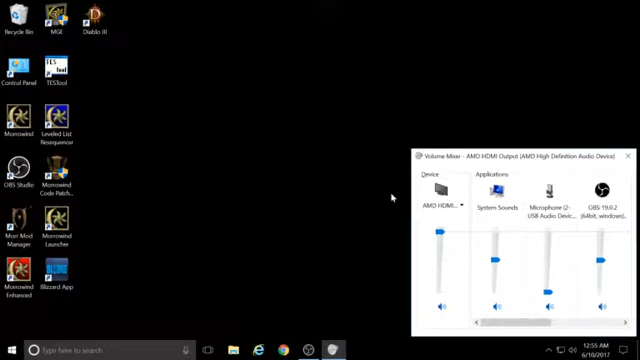 Recycle Bin
MGE
Diablo III
Control Panel
TESTool
TES
Tool
Morrowind
Leveled List
Resequencer
OBS Studio
Morrowind
Code Patch...
Morr Mod
Manager
Morrowind
Launcher
Morrowind
Enhanced
Blizzard App
Volume Mixer - AMD HDMI Output (AMD High Definition Audio Device)
Device
Applications
AMD HDMI...
System Sounds
Microphone (2-
USB Audio Devic...
OBS 19.0.2
(64bit, windows)...
Type here to search
12:55 AM
6/10/2017